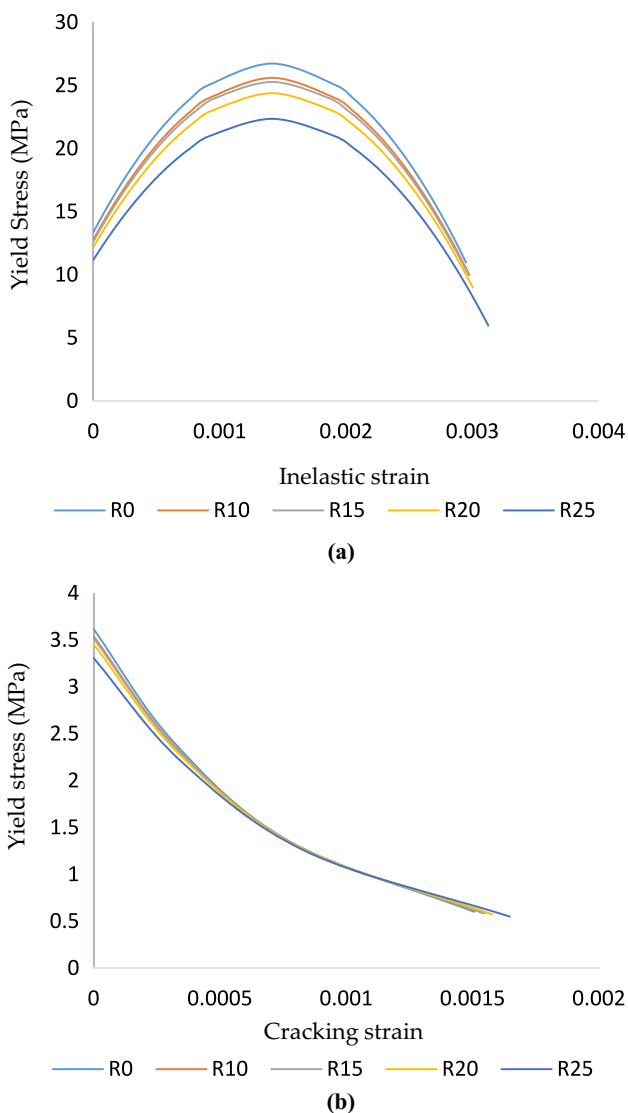 30
25
20
15
10
5
0
Yield Stress (MPa)
0 0.001 0.002 0.003 0.004
Inelastic strain
R0 R10 R15 R20 R25
(a)
4
3.5
3
2.5
2
1.5
1
0.5
0
Yield stress (MPa)
0 0.0005 0.001 0.0015 0.002
Cracking strain
R0 R10 R15 R20 R25
(b)